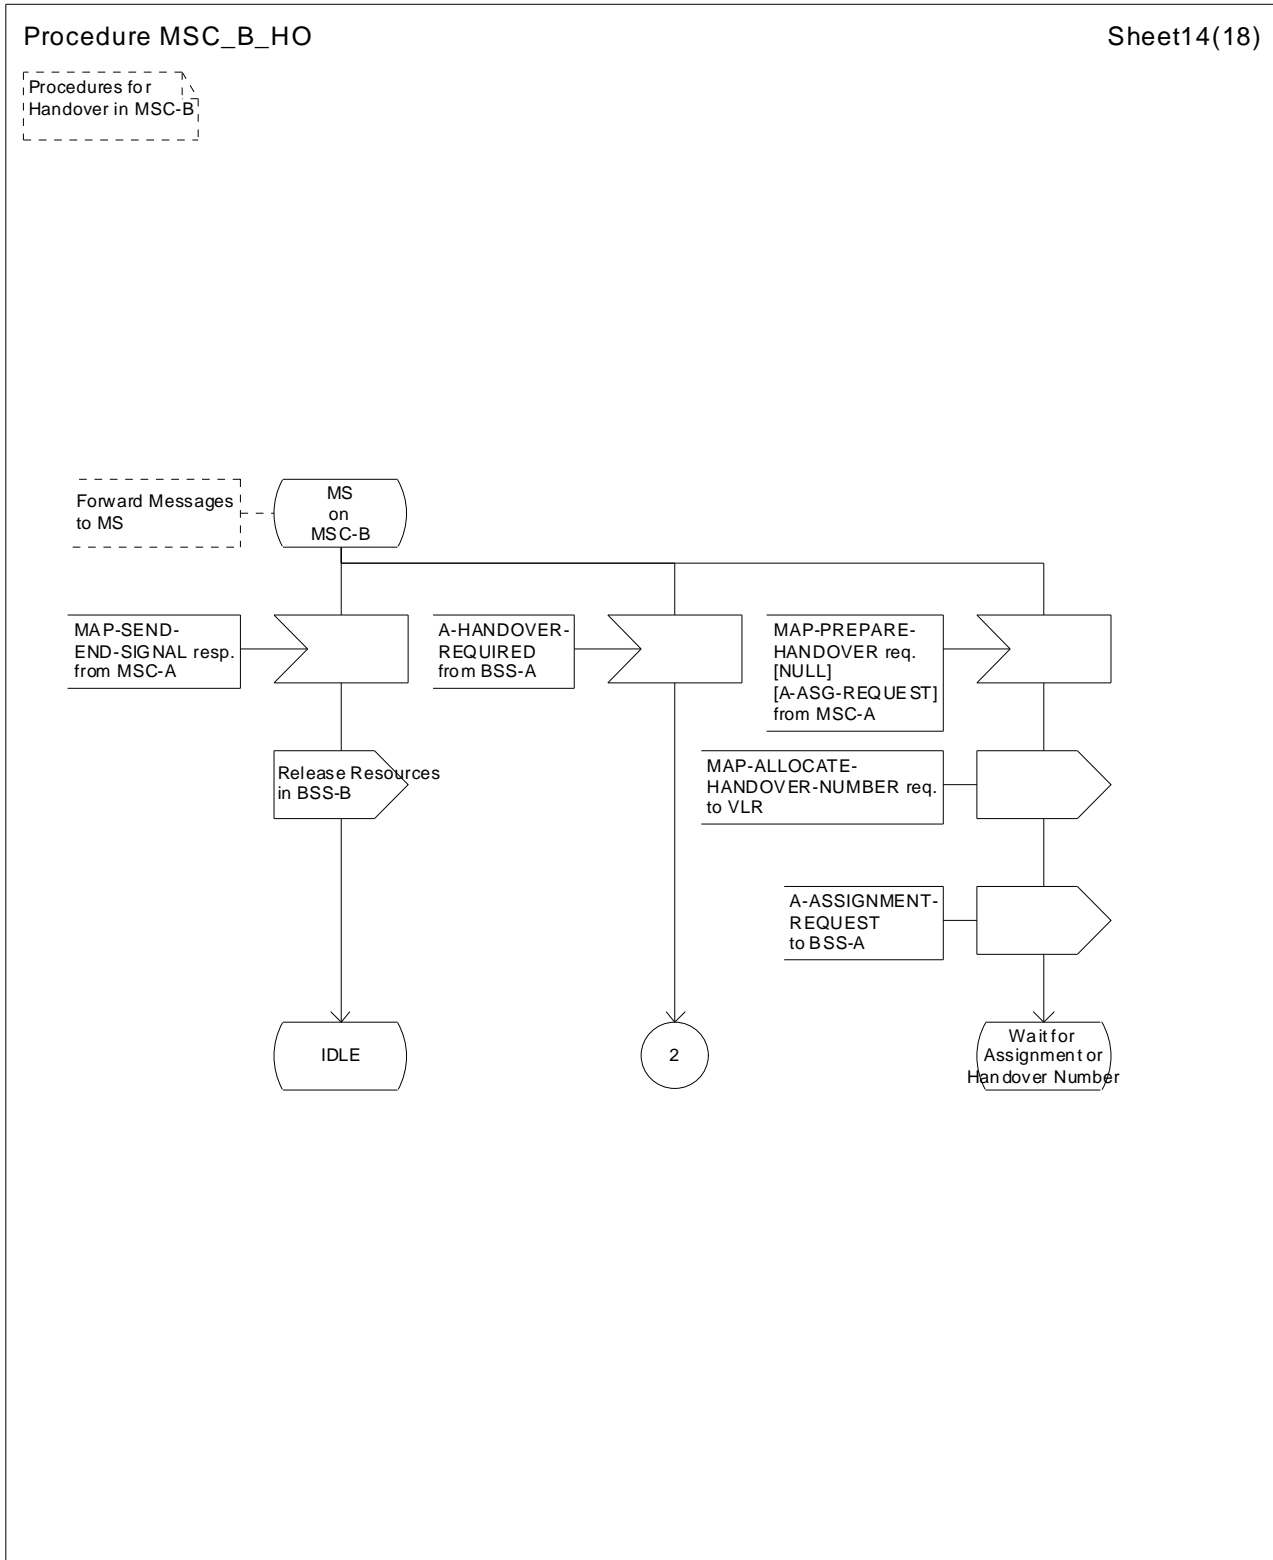 Procedure MSC_B_HO
Sheet14(18)
Procedures for
Handover in MSC-B
Forward Messages
to MS
MS
on
MSC-B
MAP-SEND-
END-SIGNAL resp.
from MSC-A
A-HANDOVER-
REQUIRED
from BSS-A
MAP-PREPARE-
HANDOVER req.
[NULL]
[A-ASG-REQUEST]
from MSC-A
Release Resources
in BSS-B
MAP-ALLOCATE-
HANDOVER-NUMBER req.
to VLR
A-ASSIGNMENT-
REQUEST
to BSS-A
IDLE
2
Wait for
Assignment or
Handover Number